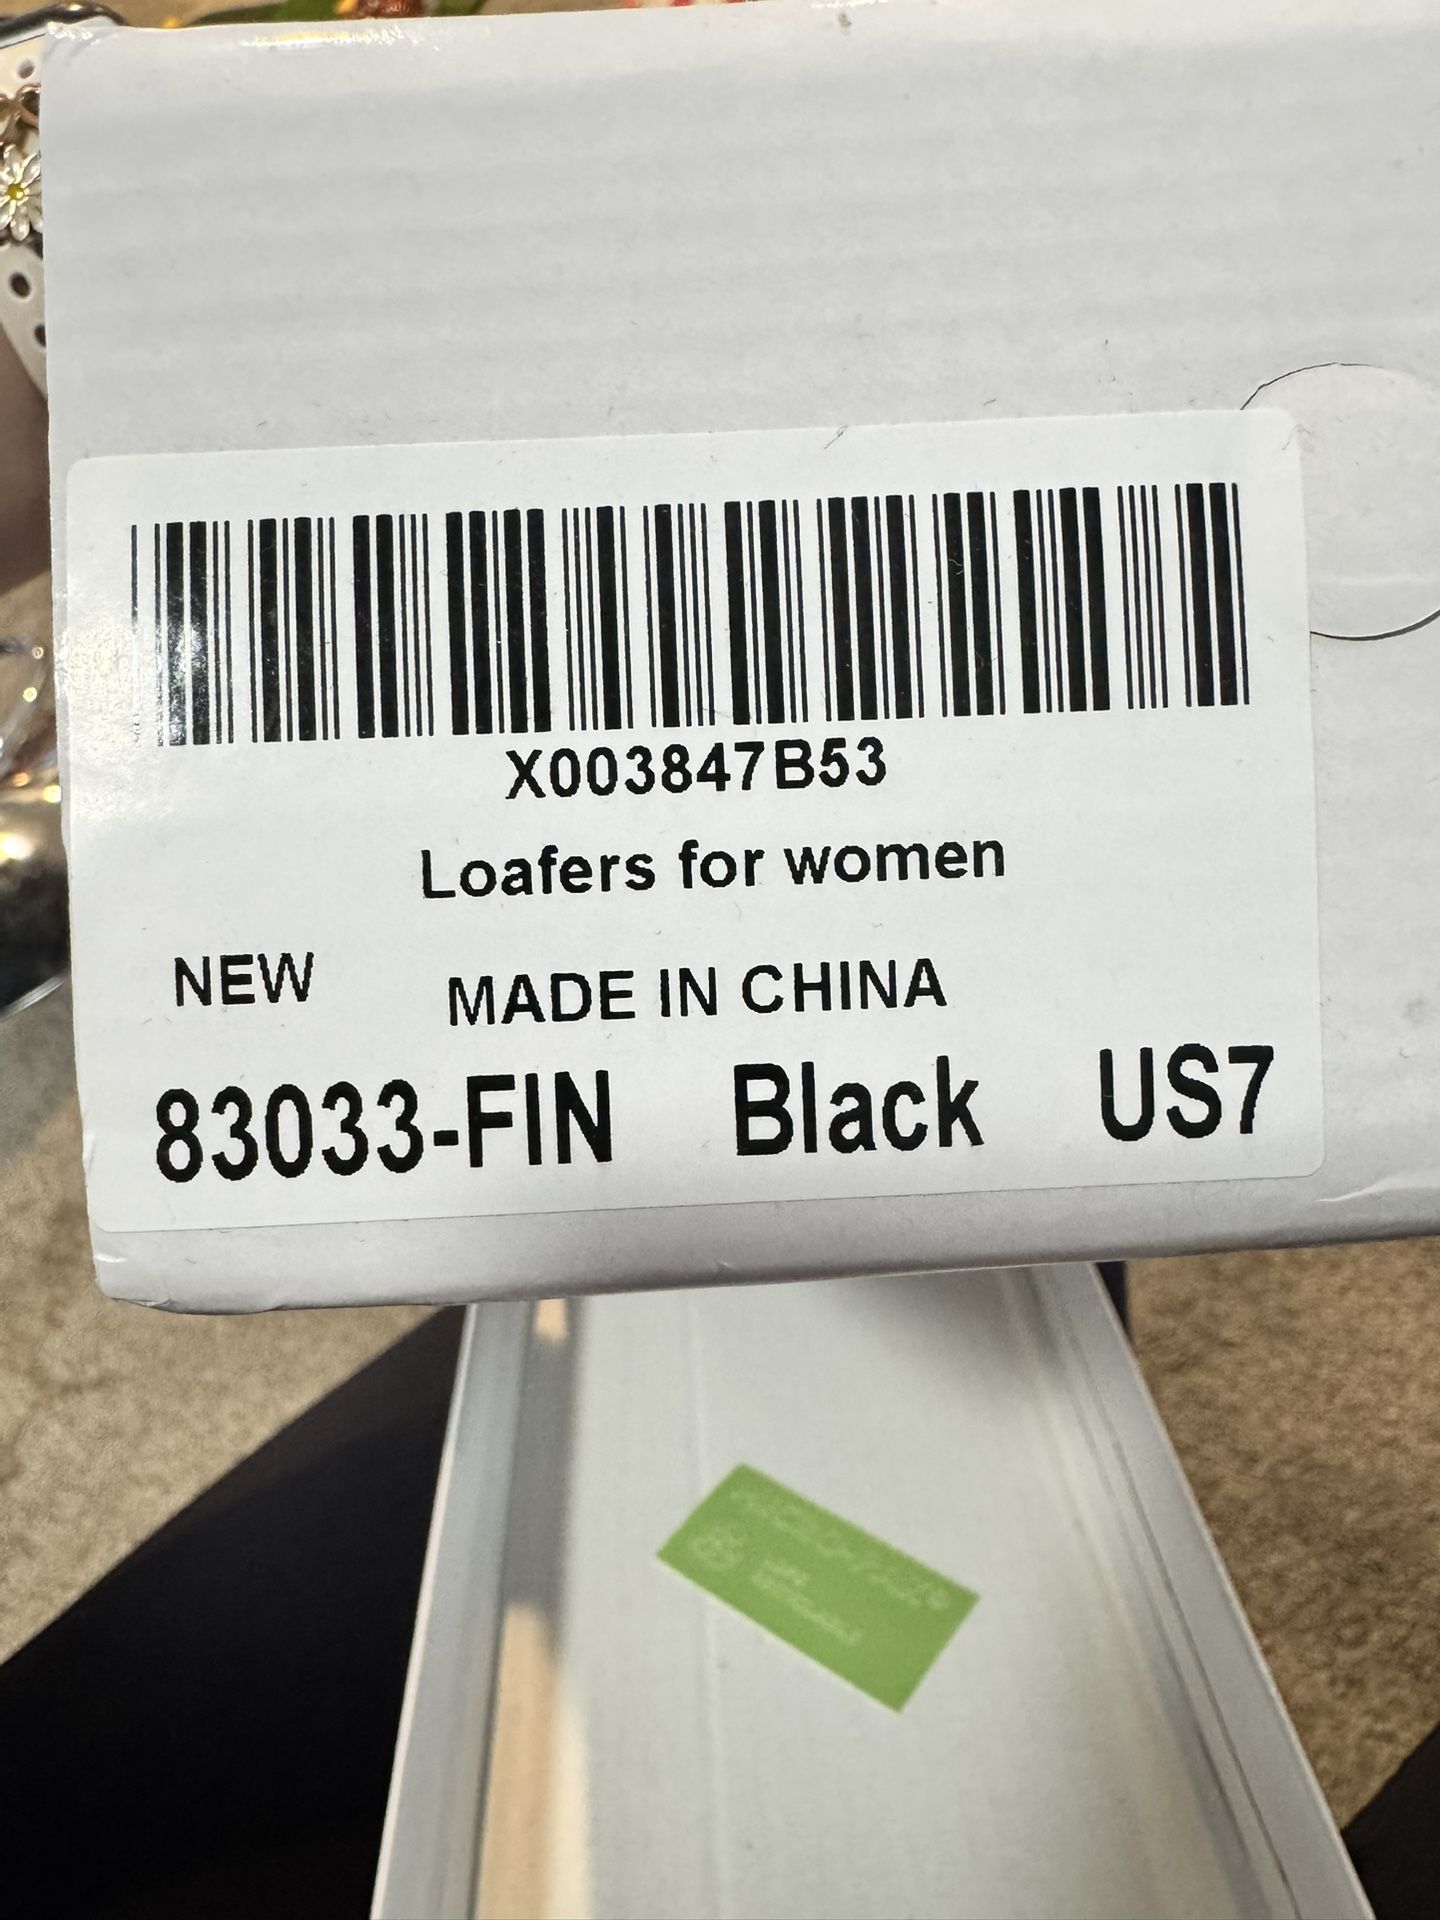 X003847B53
Loafers for women
NEW MADE IN CHINA
83033-FIN Black US7